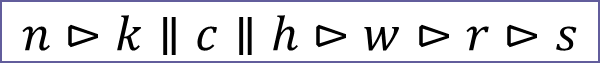 n ⊳ k ∥ c ∥ h ⊳ w ⊳ r ⊳ s